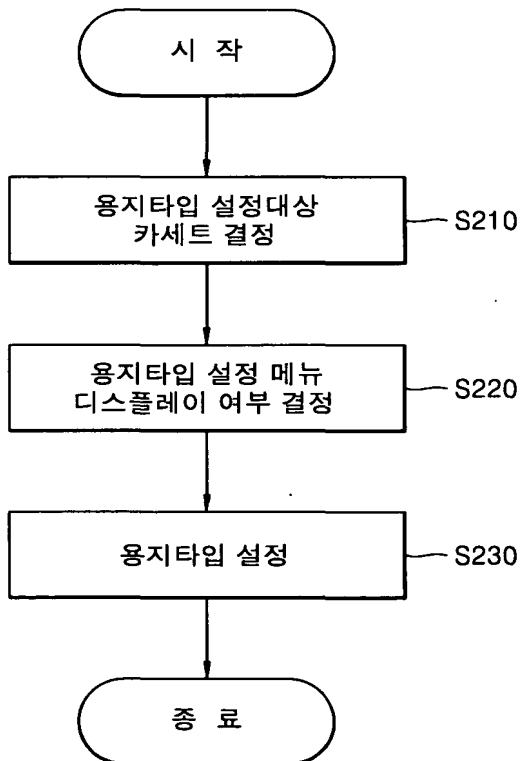 시 작
용지타입 설정대상
카세트 결정
S210
용지타입 설정 메뉴
디스플레이 여부 결정
S220
용지타입 설정
S230
종 료